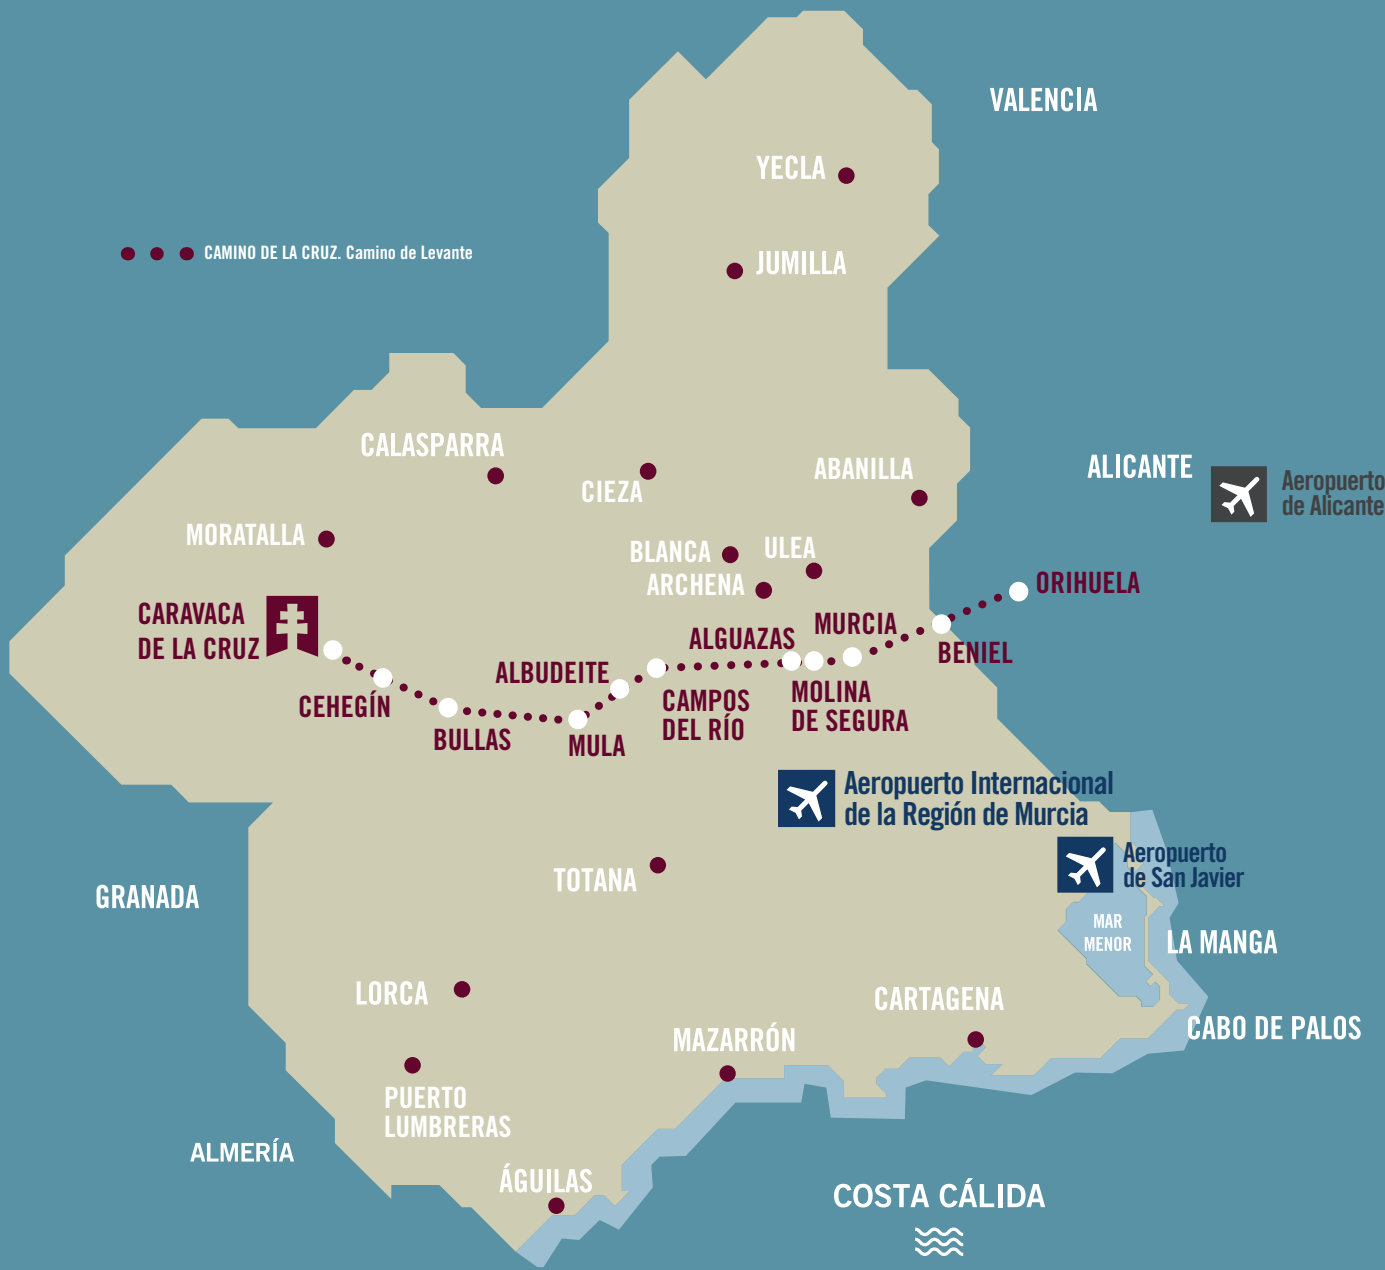 VALENCIA
YECLA
CAMINO DE LA CRUZ. Camino de Levante
JUMILLA
CALASPARRA
CIEZA
ABANILLA
ALICANTE
Aeropuerto
de Alicante
MORATALLA
BLANCA
ULEA
ARCHENA
ORIHUELA
CARAVACA
DE LA CRUZ
ALGUAZAS
MURCIA
BENIEL
ALBUDEITE
CEHEGÍN
CAMPOS
DEL RÍO
MOLINA
DE SEGURA
BULLAS
MULA
Aeropuerto Internacional
de la Región de Murcia
Aeropuerto
de San Javier
TOTANA
GRANADA
MAR
MENOR
LA MANGA
LORCA
CARTAGENA
CABO DE PALOS
MAZARRÓN
PUERTO
LUMBRERAS
ALMERÍA
ÁGUILAS
COSTA CÁLIDA